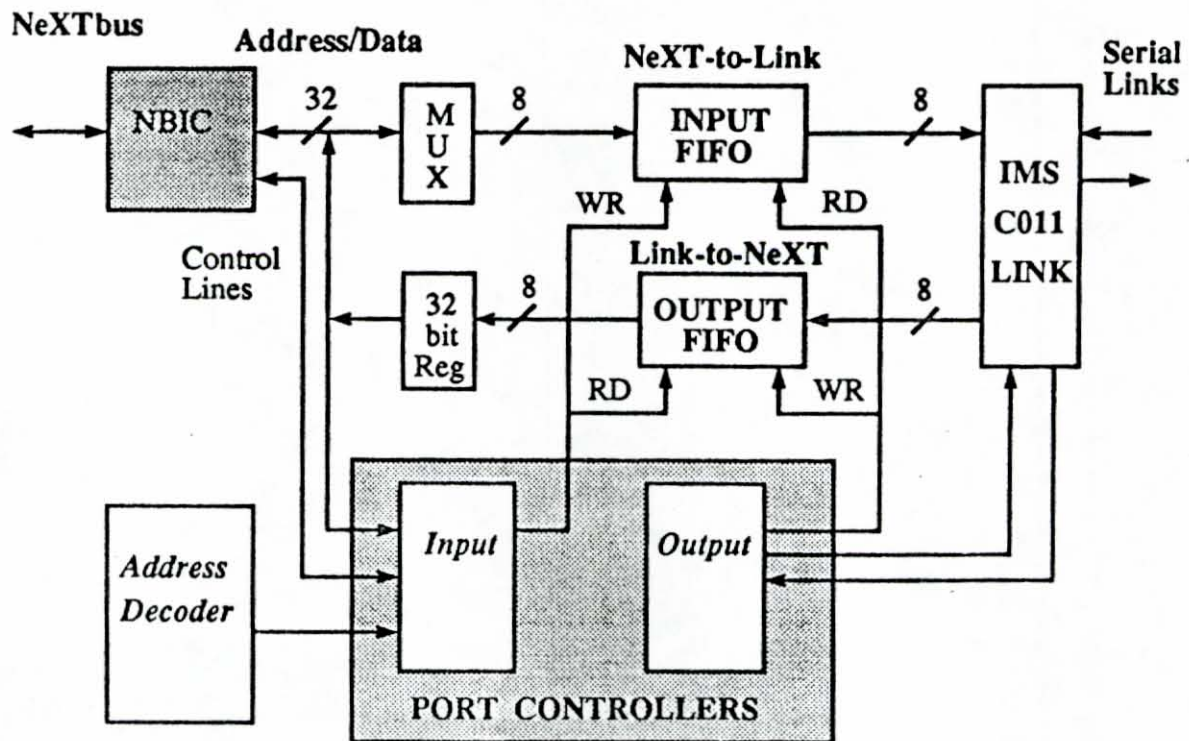 NeXTbus
Address/Data
NeXT-to-Link
Serial
Links
NBIC
32
M
U
X
8
INPUT
FIFO
8
IMS
C011
LINK
WR
RD
Control
Lines
Link-to-NeXT
32
bit
Reg
8
OUTPUT
FIFO
8
RD
WR
Address
Decoder
Input
Output
PORT CONTROLLERS